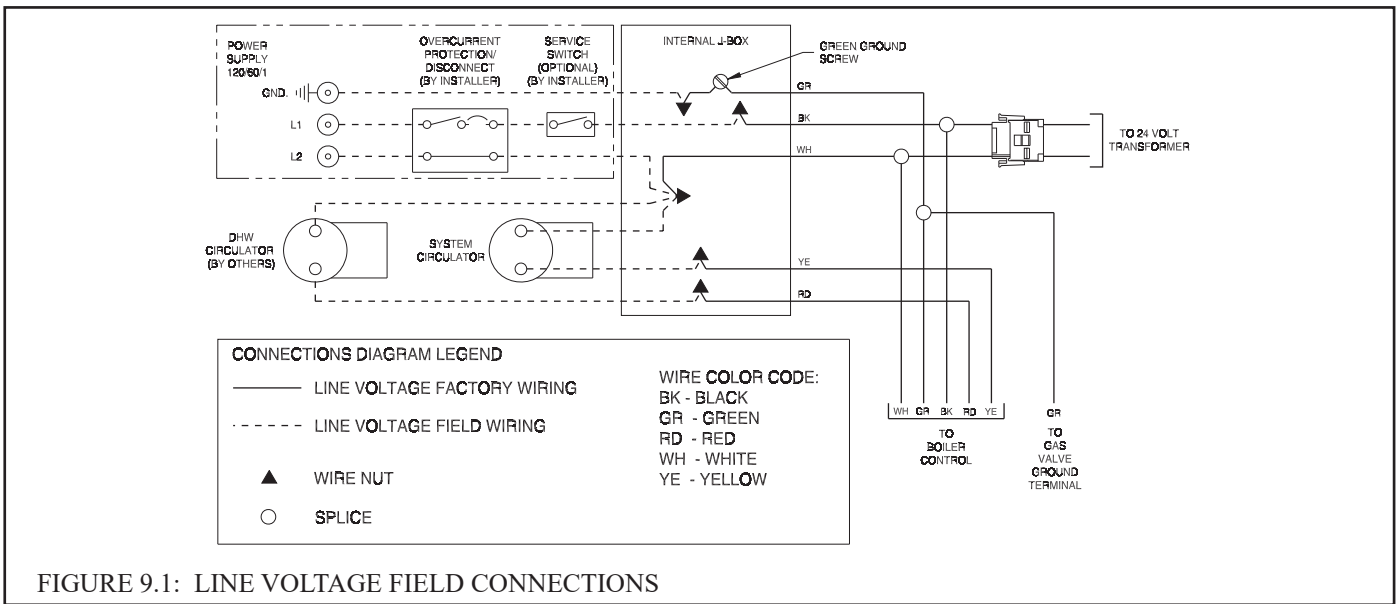 POWER
SUPPLY
120/60/1
OVERCURRENT
PROTECTION/
DISCONNECT
(BY INSTALLER)
SERVICE
SWITCH
(OPTIONAL)
(BY INSTALLER)
INTERNAL J-BOX
GREEN GROUND
SCREW
GND.
GR
L1
BK
TO 24 VOLT
TRANSFORMER
L2
WH
DHW
CIRCULATOR
(BY OTHERS)
SYSTEM
CIRCULATOR
YE
RD
CONNECTIONS DIAGRAM LEGEND
LINE VOLTAGE FACTORY WIRING
LINE VOLTAGE FIELD WIRING
WIRE NUT
SPLICE
WIRE COLOR CODE:
BK - BLACK
GR - GREEN
RD - RED
WH - WHITE
YE - YELLOW
WH GR BK RD YE
TO
BOILER
CONTROL
GR
TO
GAS
VALVE
GROUND
TERMINAL
FIGURE 9.1: LINE VOLTAGE FIELD CONNECTIONS